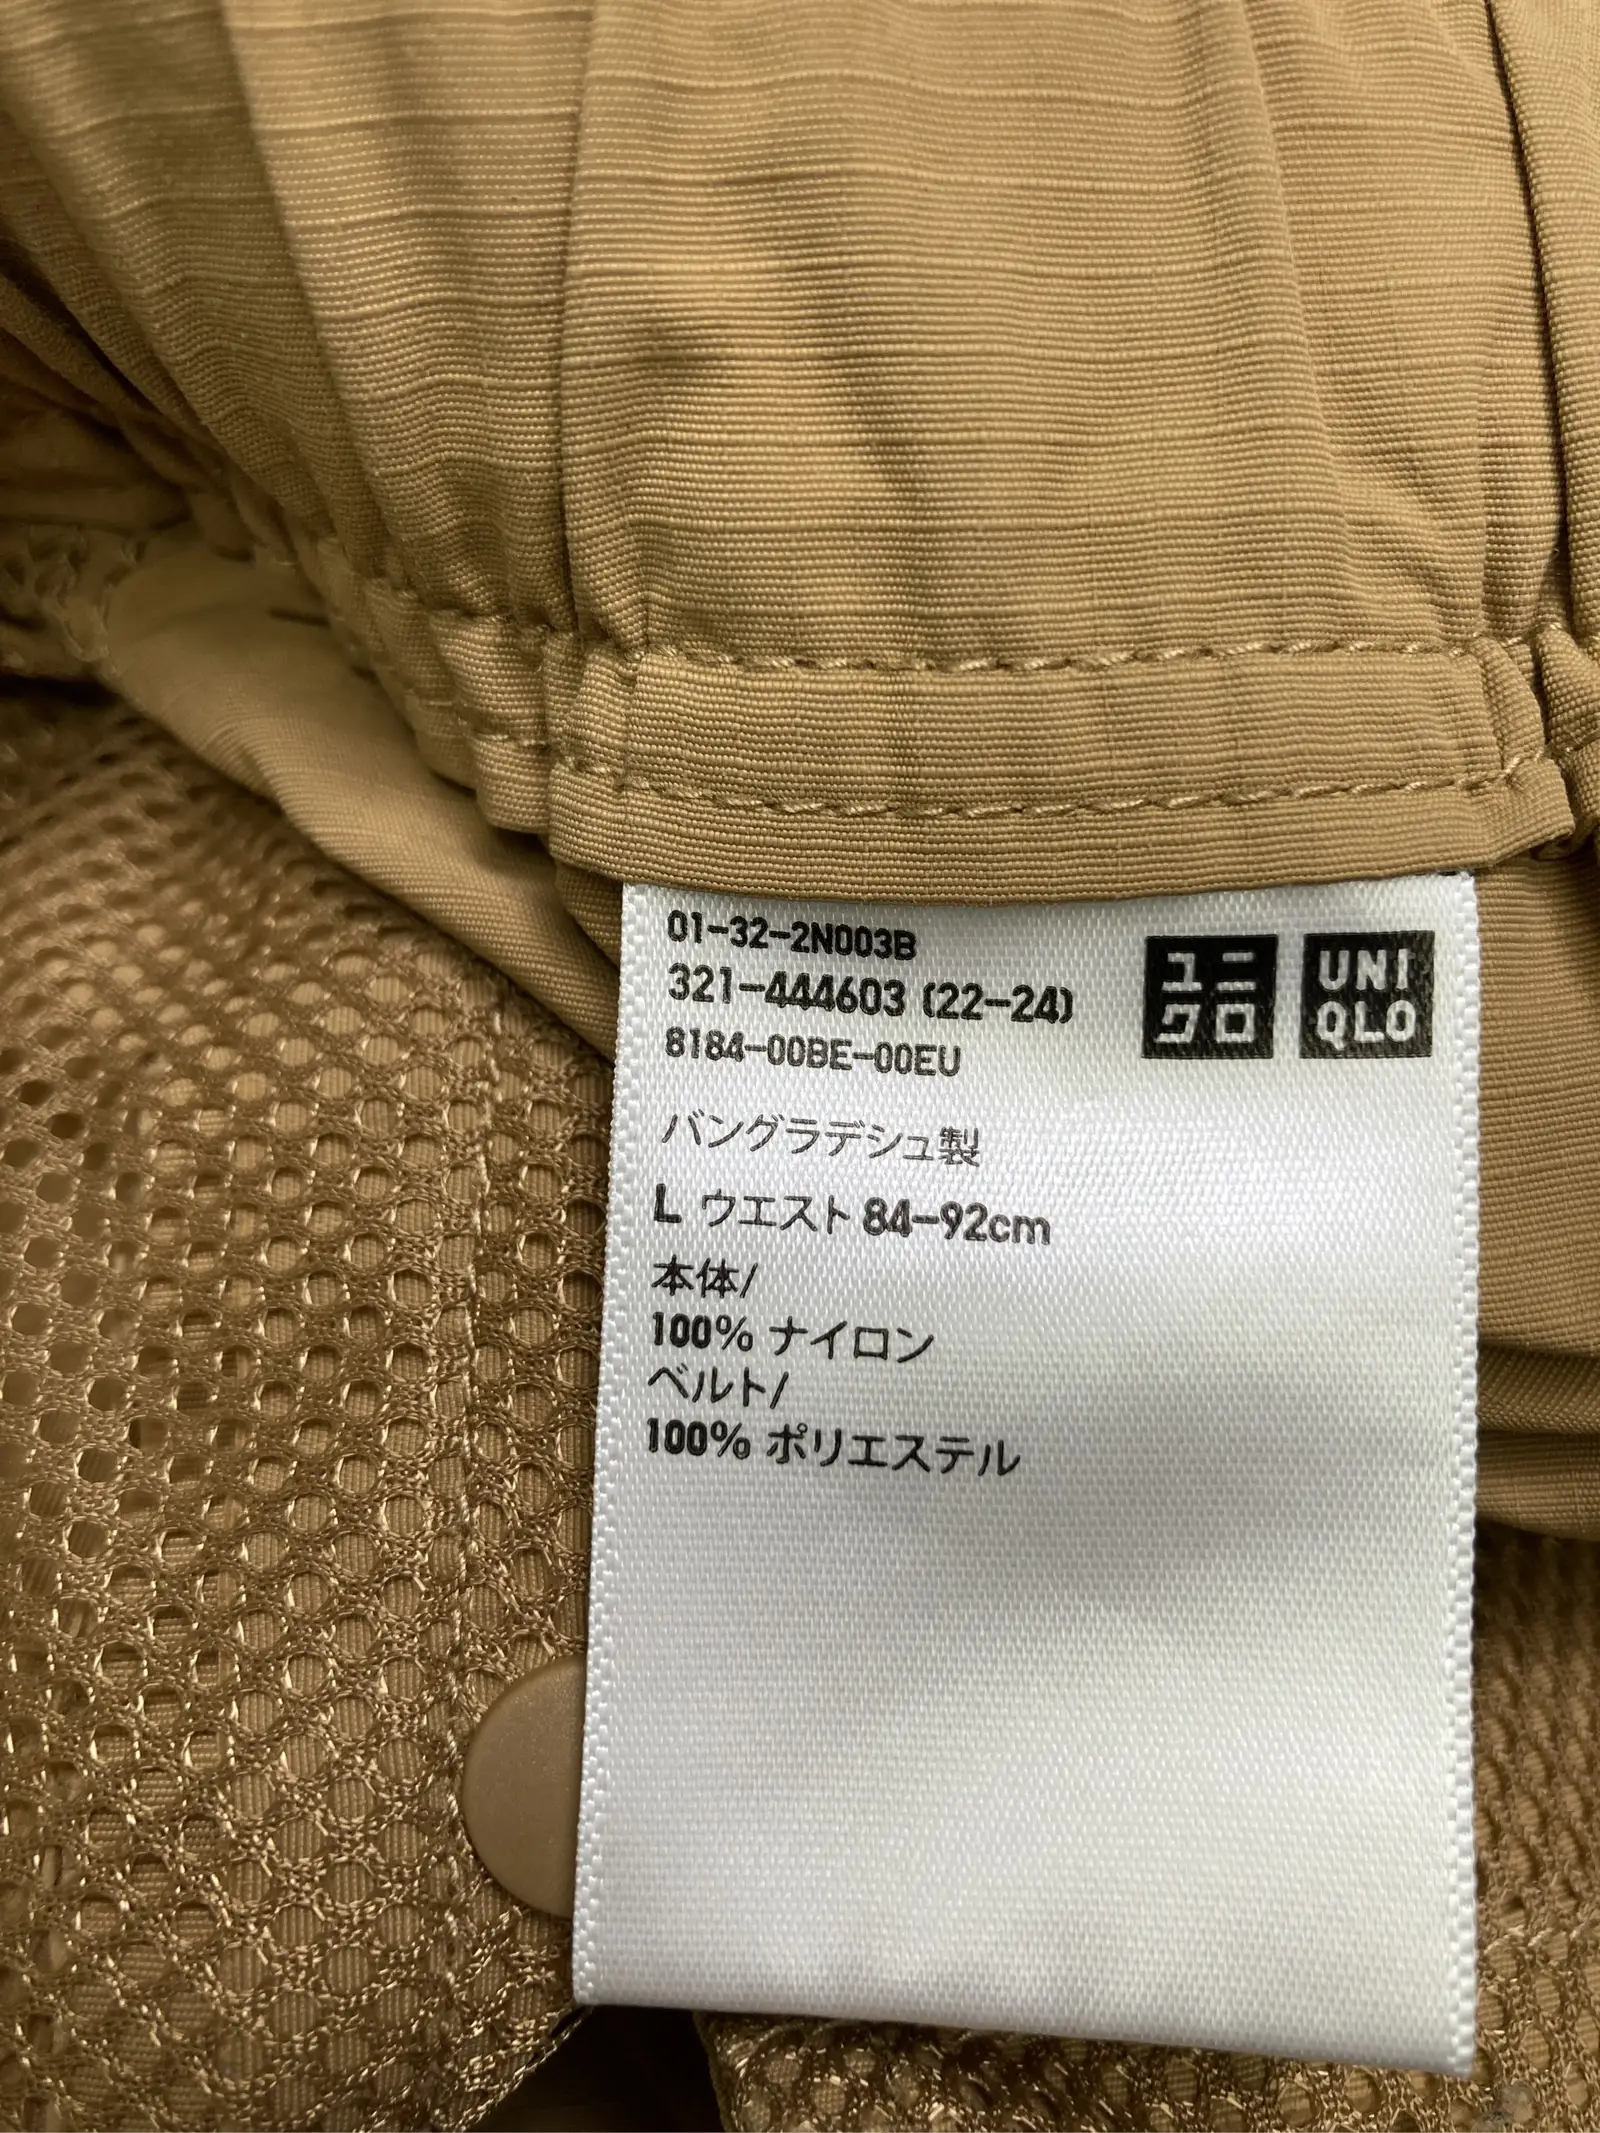 01-32-2N003B
321-444603 (22-24)
8184-00BE-00EU
ユニ
クロ
UNI
QLO
バングラデシュ製
L ウエスト 84-92cm
本体/
100% ナイロン
ベルト/
100% ポリエステル